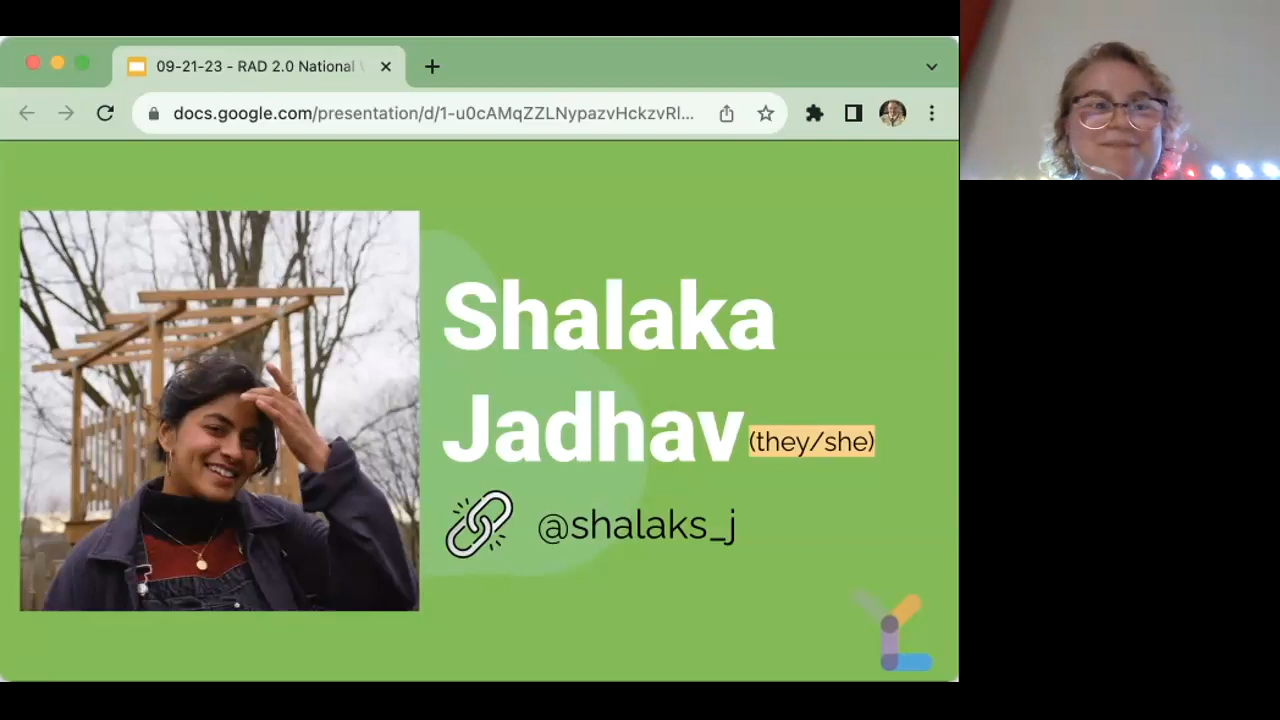 09-21-23 - RAD 2.0 National
docs.google.com/presentation/d/1-u0cAMqZZLNypazvHckzvRl...
Shalaka
Jadhav (they/she)
@shalaks_j